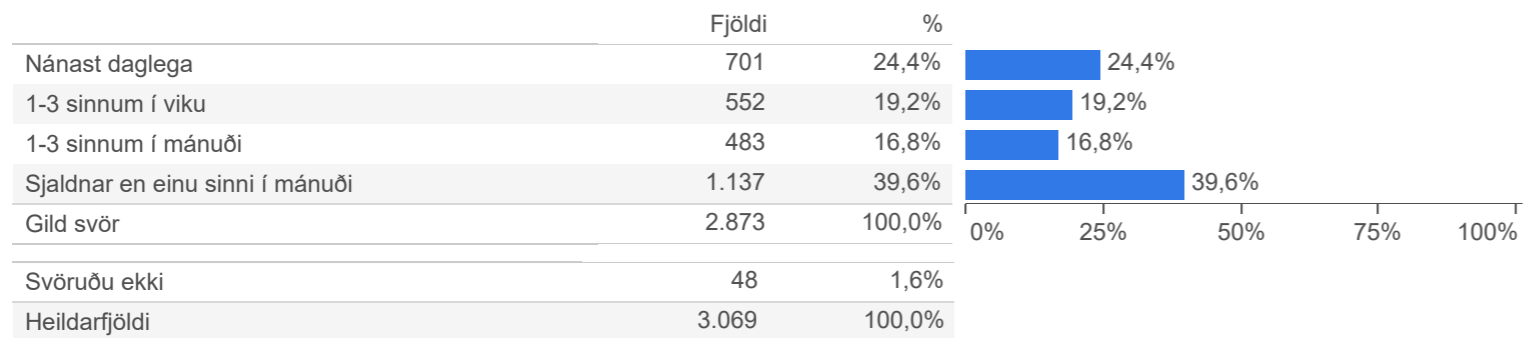 Fjöldi %
Nánast daglega 701 24,4% 24,4%
1-3 sinnum í viku 552 19,2% 19,2%
1-3 sinnum í mánuði 483 16,8% 16,8%
Sjaldnar en einu sinni í mánuði 1.137 39,6% 39,6%
Gild svör 2.873 100,0%
0% 25% 50% 75% 100%
Svöruðu ekki 48 1,6%
Heildarfjöldi 3.069 100,0%